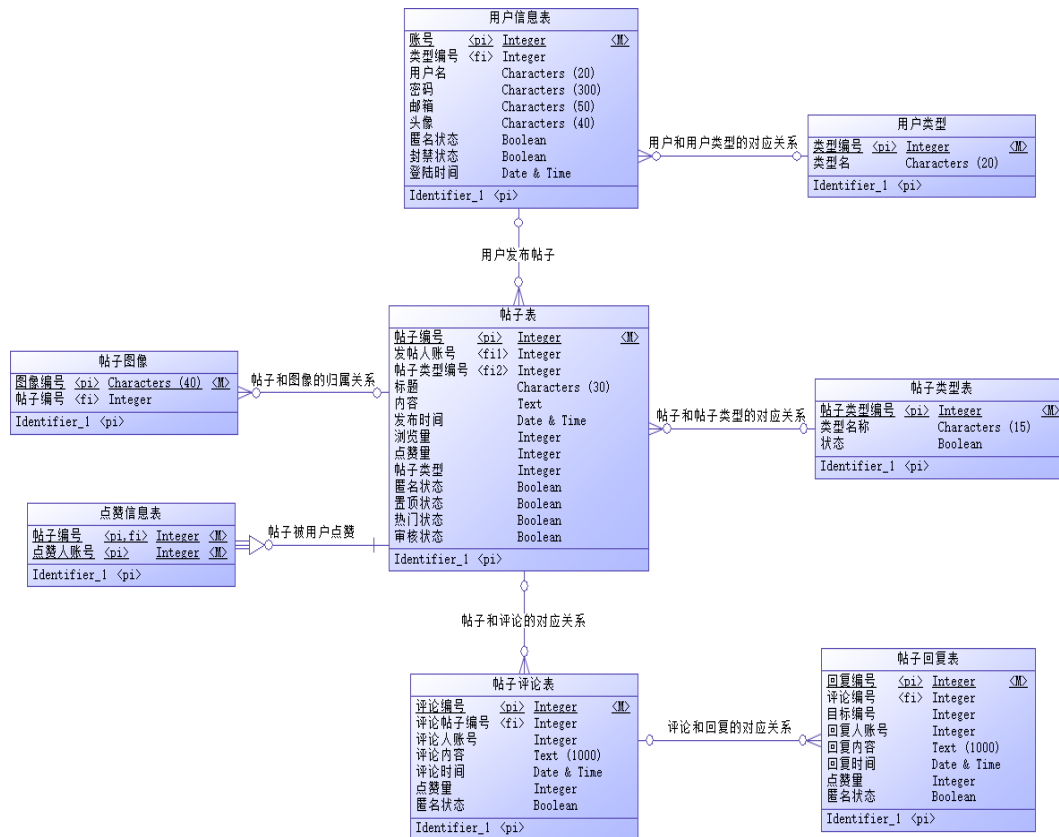 用户信息表
账号 <pi> Integer <M>
类型编号 <fi> Integer
用户名 Characters (20)
密码 Characters (300)
邮箱 Characters (50)
头像 Characters (40)
匿名状态 Boolean
封禁状态 Boolean
登陆时间 Date & Time
Identifier_1 <pi>
用户和用户类型的对应关系
用户类型
类型编号 <pi> Integer <M>
类型名 Characters (20)
Identifier_1 <pi>
用户发布帖子
帖子表
帖子编号 <pi> Integer <M>
发帖人账号 <fi1> Integer
帖子类型编号 <fi2> Integer
标题 Characters (30)
内容 Text
发布时间 Date & Time
浏览量 Integer
点赞量 Integer
帖子类型 Integer
匿名状态 Boolean
置顶状态 Boolean
热门状态 Boolean
审核状态 Boolean
Identifier_1 <pi>
帖子图像
图像编号 <pi> Characters (40) <M>
帖子编号 <fi> Integer
Identifier_1 <pi>
帖子和图像的归属关系
帖子和帖子类型的对应关系
帖子类型表
帖子类型编号 <pi> Integer <M>
类型名称 Characters (15)
状态 Boolean
Identifier_1 <pi>
点赞信息表
帖子编号 <pi,fi> Integer <M>
点赞人账号 <pi> Integer <M>
Identifier_1 <pi>
帖子被用户点赞
帖子和评论的对应关系
帖子评论表
评论编号 <pi> Integer <M>
评论帖子编号 <fi> Integer
评论人账号 Integer
评论内容 Text (1000)
评论时间 Date & Time
点赞量 Integer
匿名状态 Boolean
Identifier_1 <pi>
评论和回复的对应关系
帖子回复表
回复编号 <pi> Integer <M>
评论编号 <fi> Integer
目标编号 Integer
回复人账号 Integer
回复内容 Text (1000)
回复时间 Date & Time
点赞量 Integer
匿名状态 Boolean
Identifier_1 <pi>